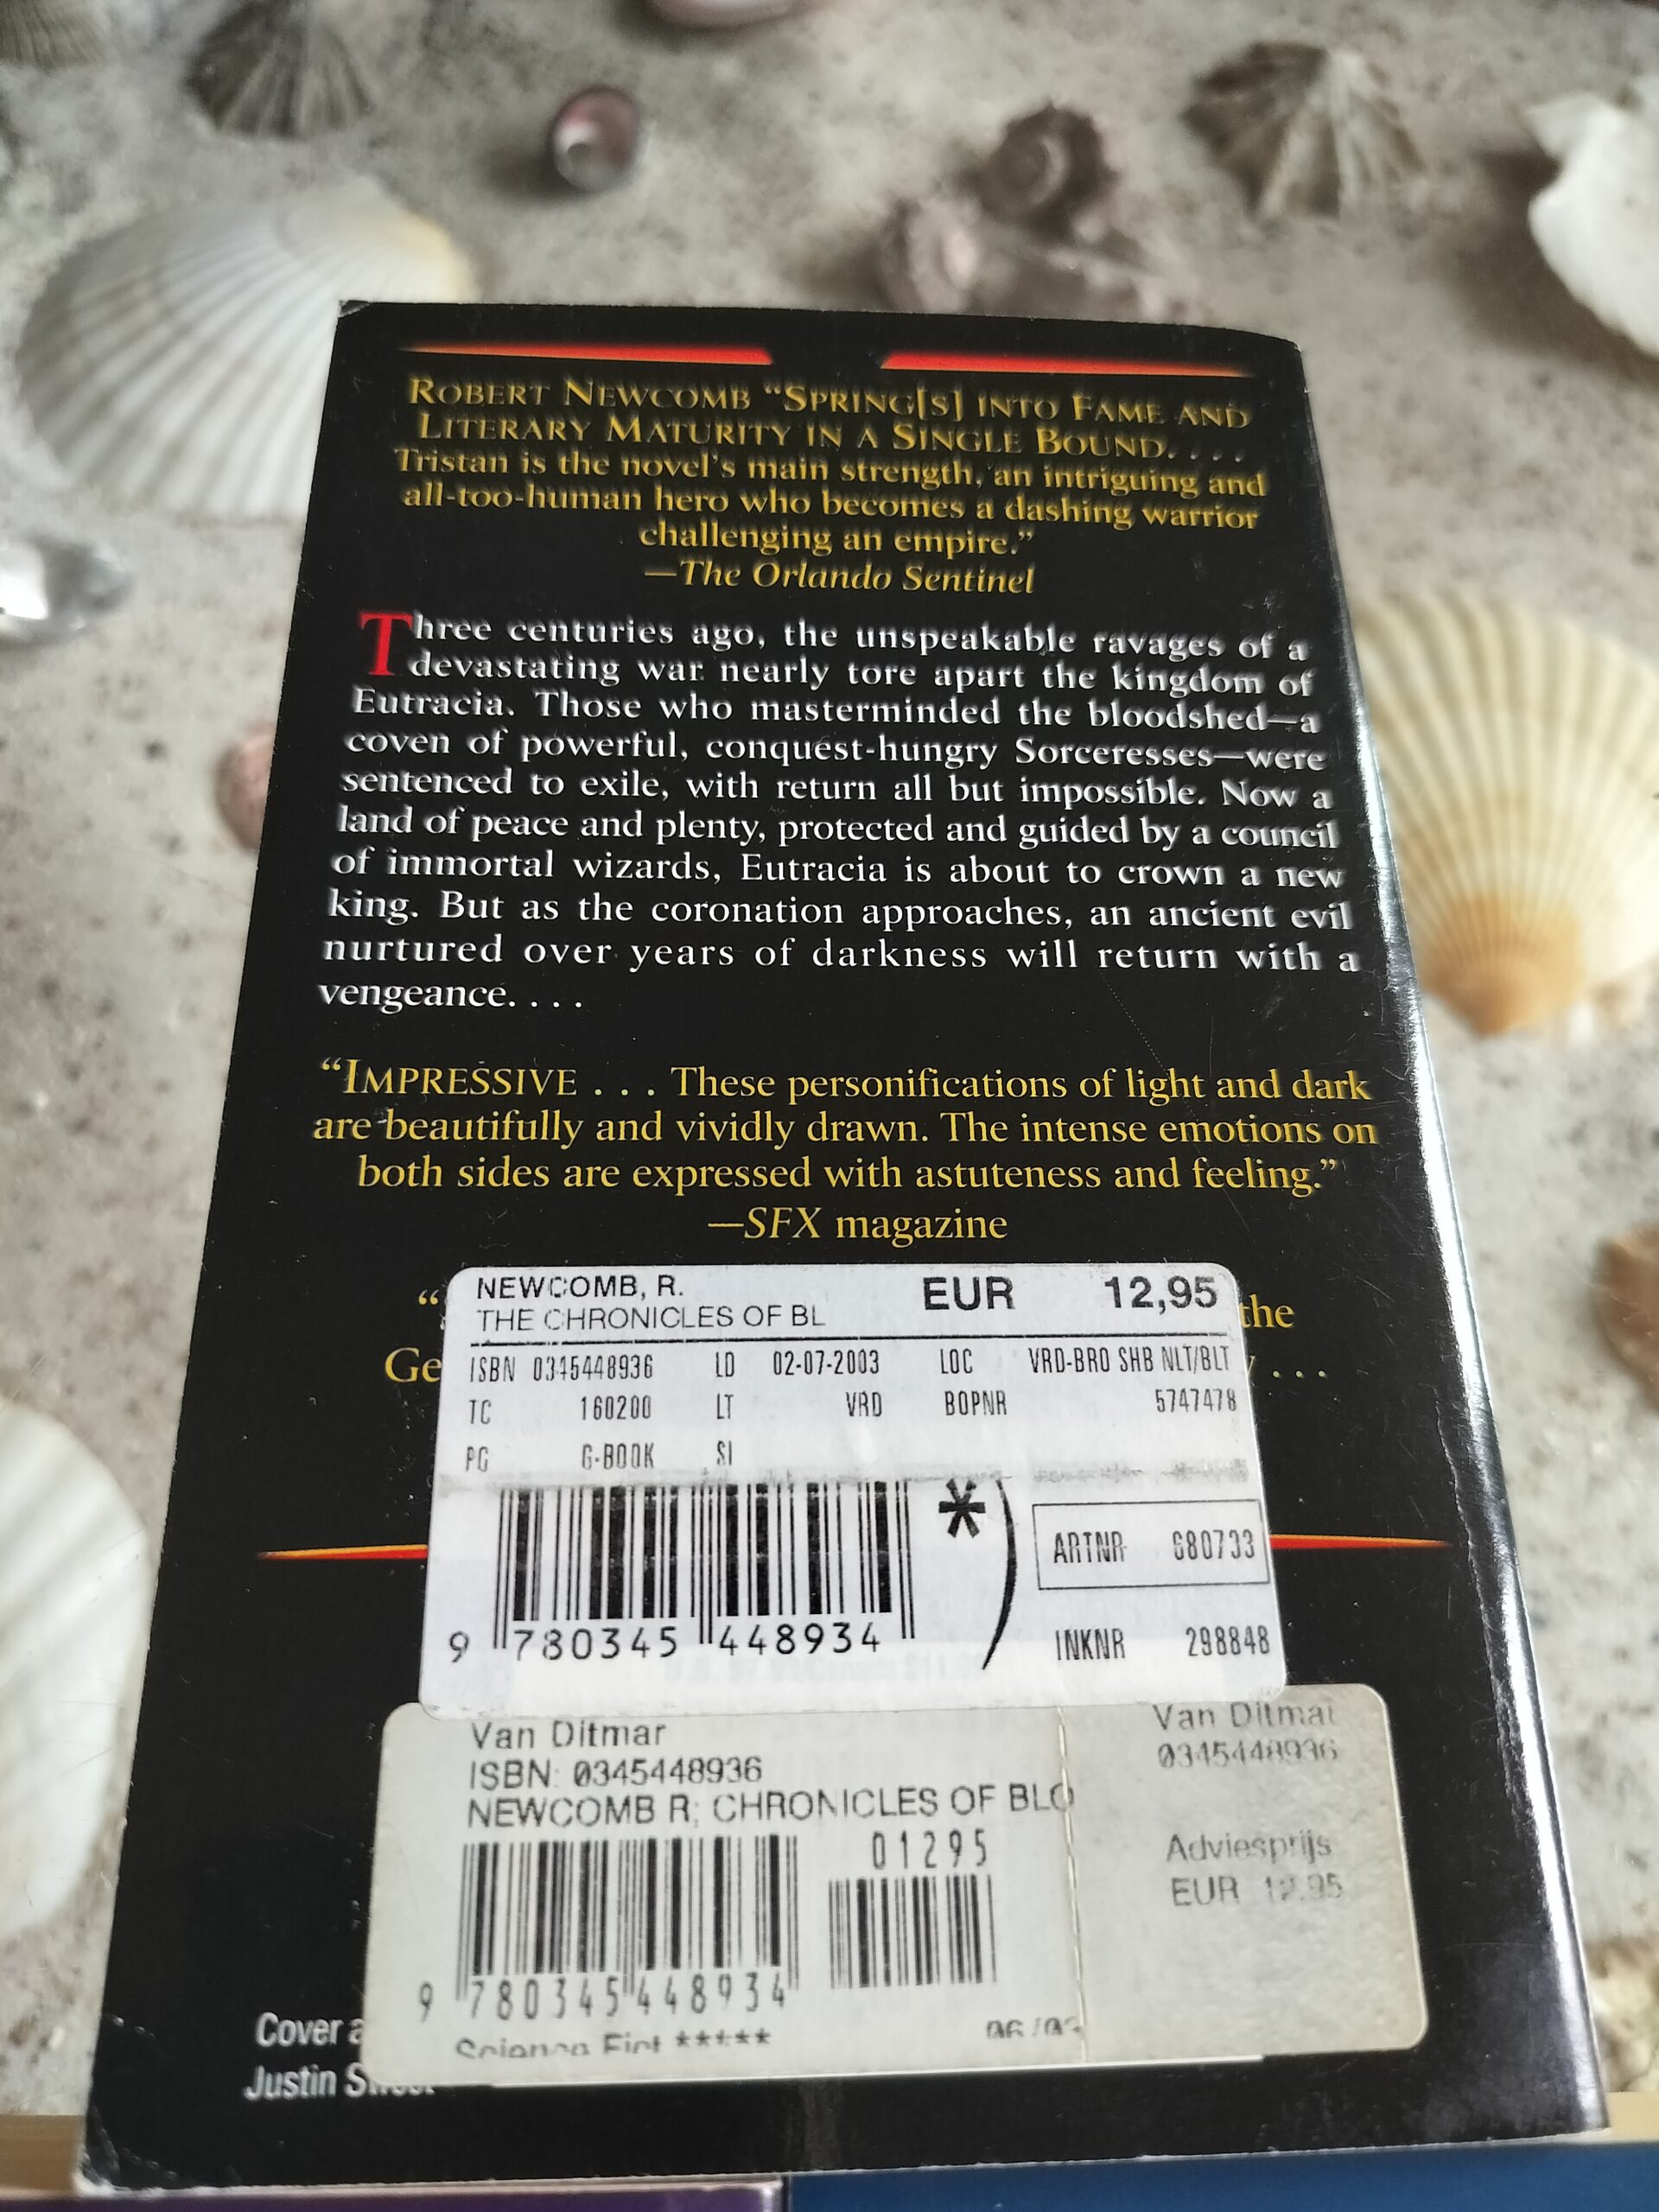 ROBERT NEWCOMB “SPRING[S] INTO FAME AND
LITERARY MATURITY IN A SINGLE BOUND. . . .
Tristan is the novel’s main strength, an intriguing and
all-too-human hero who becomes a dashing warrior
challenging an empire.”
—The Orlando Sentinel
Three centuries ago, the unspeakable ravages of a
devastating war nearly tore apart the kingdom of
Eutracia. Those who masterminded the bloodshed—a
coven of powerful, conquest-hungry Sorceresses—were
sentenced to exile, with return all but impossible. Now a
land of peace and plenty, protected and guided by a council
of immortal wizards, Eutracia is about to crown a new
king. But as the coronation approaches, an ancient evil
nurtured over years of darkness will return with a
vengeance. . . .
“IMPRESSIVE . . . These personifications of light and dark
are beautifully and vividly drawn. The intense emotions on
both sides are expressed with astuteness and feeling.”
—SFX magazine
“ the
Ge . . .
NEWCOMB, R. EUR 12,95
THE CHRONICLES OF BL
ISBN 0345448936 LD 02-07-2003 LOC VRD-BRO SHB NLT/BLT
TC 160200 LT VRD BOPNR 5747478
PG G-BOOK SI
*)
ARTNR 680733
9 780345 448934
INKNR 298848
Van Ditmar
ISBN: 0345448936
NEWCOMB R; CHRONICLES OF BLO
01295
9 780345 448934
Science Fict *****
Van Ditmar
0345448936
Adviesprijs
EUR 12.95
Cover
Justin